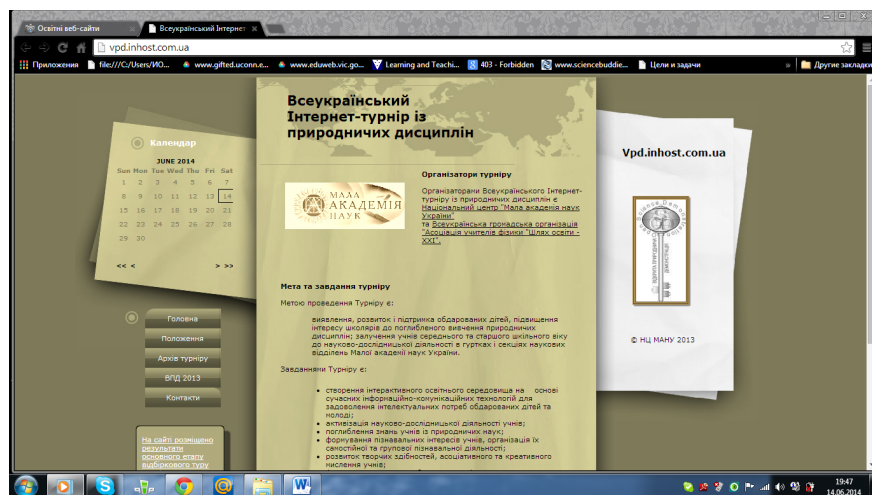 Освітні веб-сайти
Всеукраїнський Інтернет-
vpd.inhost.com.ua
Приложения
file:///C:/Users/ИО...
www.gifted.uconn.e...
www.eduweb.vic.go...
Learning and Teachi...
403 - Forbidden
www.sciencebuddie...
Цели и задачи
»
Другие закладки
Календар
JUNE 2014
Sun Mon Tue Wed Thu Fri Sat
1 2 3 4 5 6 7
8 9 10 11 12 13 14
15 16 17 18 19 20 21
22 23 24 25 26 27 28
29 30
<< < > >>
Головна
Положення
Архів турніру
ВПД 2013
Контакти
На сайті розміщено
результати
основного етапу
відбіркового туру
Всеукраїнський
Інтернет-турнір із
природничих дисциплін
МАЛА
АКАДЕМІЯ
НАУК
Організатори турніру
Організаторани Всеукраїнського Інтернет-
турніру із природничих дисциплін є
Національний центр "Мала академія наук
України"
та Всеукраїнська громадська організація
"Асоціація учителів фізики "Шлях освіти -
XXI".
Мета та завдання турніру
Метою проведення Турніру є:
виявлення, розвиток і підтримка обдарованих дітей, підвищення
інтересу школярів до поглибленого вивчення природничих
дисциплін; залучення учнів середнього та старшого шкільного віку
до науково-дослідницької діяльності в гуртках і секціях наукових
відділень Малої академії наук України.
Завданнями Турніру є:
• створення інтерактивного освітнього середовища на основі
сучасних інформаційно-комунікаційних технологій для
задоволення інтелектуальних потреб обдарованих дітей та
молоді;
• активізація науково-дослідницької діяльності учнів;
• поглиблення знань учнів із природничих наук;
• формування пізнавальних інтересів учнів, організація їх
самостійної та групової пізнавальної діяльності;
• розвиток творчих здібностей, асоціативного та креативного
мислення учнів;
Vpd.inhost.com.ua
© НЦ МАНУ 2013
19:47
14.06.2014